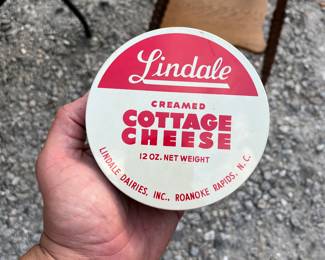 Lindale
CREAMED
COTTAGE
CHEESE
12 OZ. NET WEIGHT
LINDALE DAIRIES, INC., ROANOKE RAPIDS, N.C.